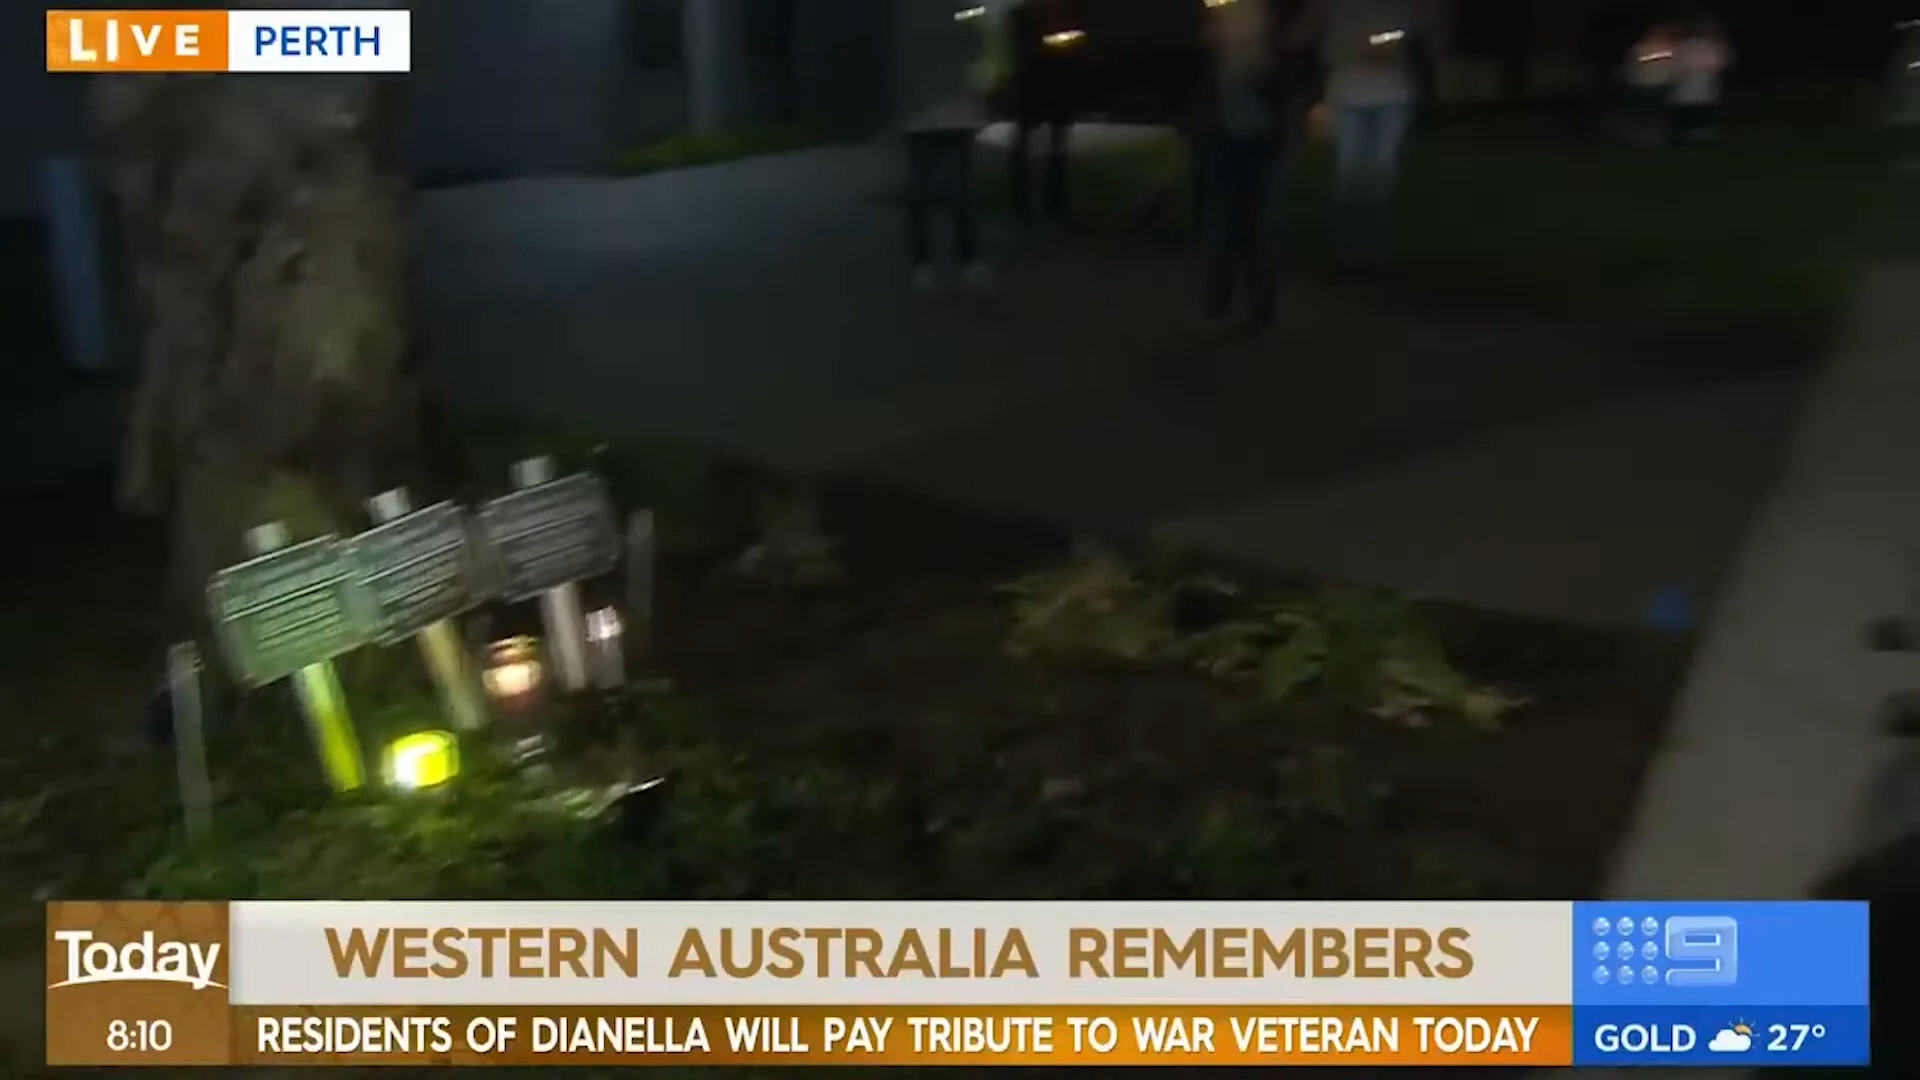 LIVE PERTH
Today
WESTERN AUSTRALIA REMEMBERS
9
8:10
RESIDENTS OF DIANELLA WILL PAY TRIBUTE TO WAR VETERAN TODAY
GOLD 27°